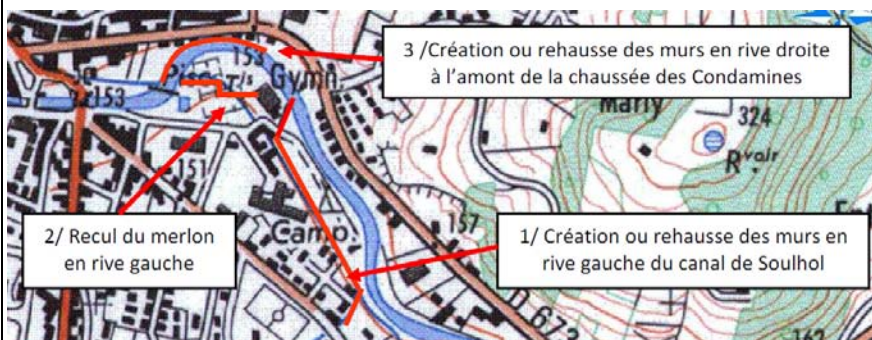 3 /Création ou rehausse des murs en rive droite
à l'amont de la chaussée des Condamines
153
Pisc
Tis
Gymn.
153
Marly
324
Rvoir
151
2/ Recul du merlon
en rive gauche
Camp
157
1/ Création ou rehausse des murs en
rive gauche du canal de Soulhol
673
162